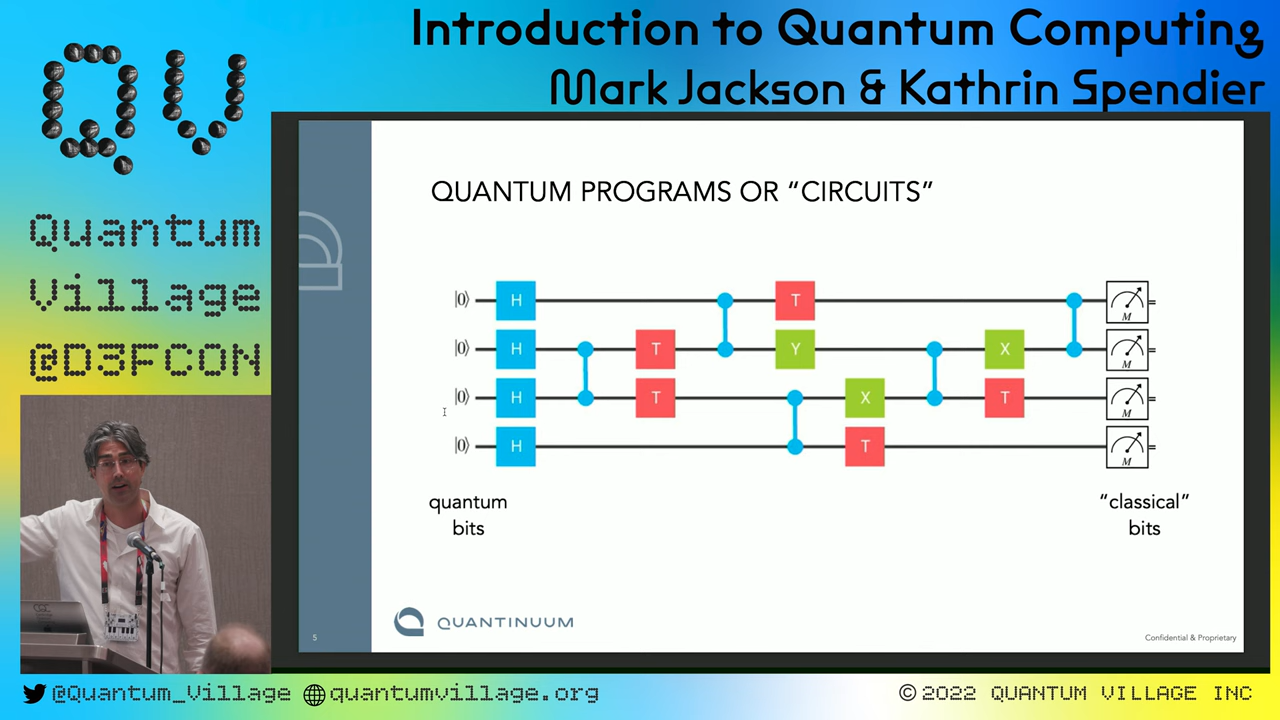 Introduction to Quantum Computing
Mark Jackson & Kathrin Spendier
QV
Quantum
Village
@D3FC0N
QUANTUM PROGRAMS OR “CIRCUITS”
|0⟩ H T M
|0⟩ H T Y X M
|0⟩ H T X T M
|0⟩ H T M
quantum
bits
“classical”
bits
QUANTINUUM
5
Confidential & Proprietary
@Quantum_Village
quantumvillage.org
© 2022 QUANTUM VILLAGE INC